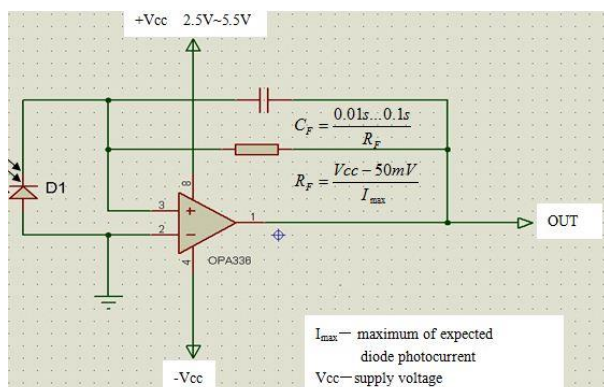 +Vcc 2.5V~5.5V
C_F = 0.01s...0.1s / R_F
R_F = Vcc − 50mV / I_max
D1
8
3
+
1
2
−
4
OPA336
OUT
-Vcc
I_max— maximum of expected
diode photocurrent
Vcc— supply voltage